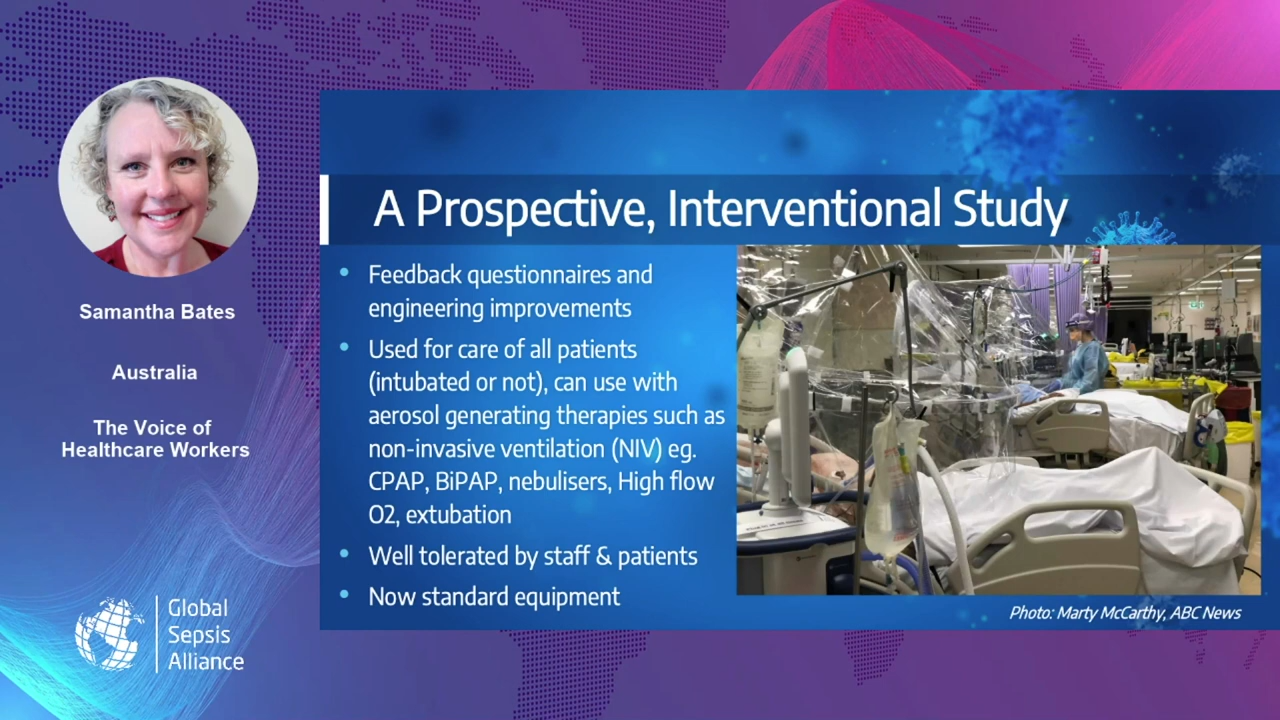 Samantha Bates
Australia
The Voice of
Healthcare Workers
Global
Sepsis
Alliance
A Prospective, Interventional Study
• Feedback questionnaires and
engineering improvements
• Used for care of all patients
(intubated or not), can use with
aerosol generating therapies such as
non-invasive ventilation (NIV) eg.
CPAP, BiPAP, nebulisers, High flow
O2, extubation
• Well tolerated by staff & patients
• Now standard equipment
Photo: Marty McCarthy, ABC News